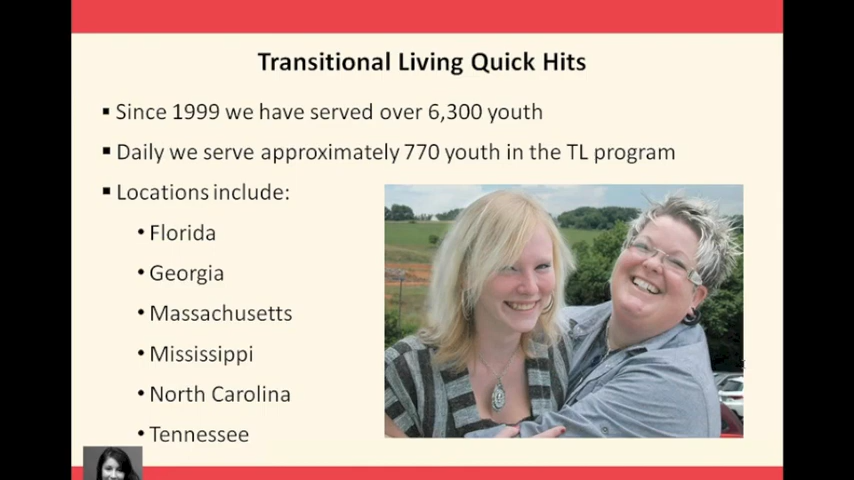 Transitional Living Quick Hits
▪ Since 1999 we have served over 6,300 youth
▪ Daily we serve approximately 770 youth in the TL program
▪ Locations include:
• Florida
• Georgia
• Massachusetts
• Mississippi
• North Carolina
• Tennessee